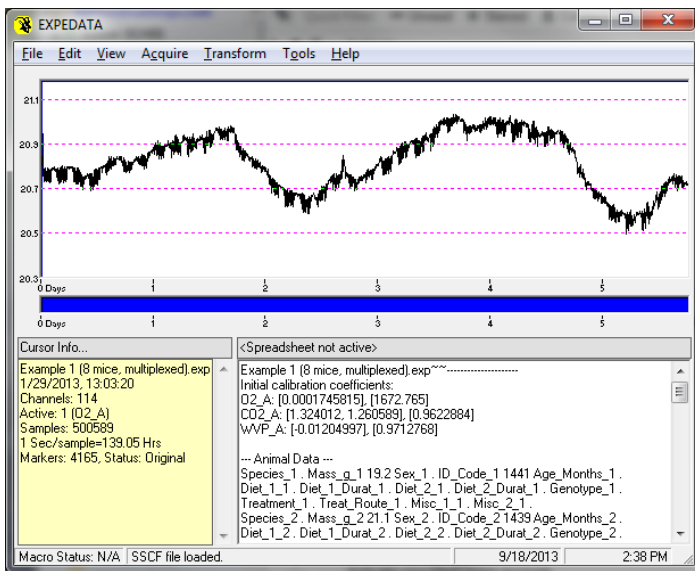 EXPEDATA
File Edit View Acquire Transform Tools Help
21.1
20.9
20.7
20.5
20.3
0 Days 1 2 3 4 5
0 Days 1 2 3 4 5
Cursor Info...
Example 1 (8 mice, multiplexed).exp
1/29/2013, 13:03:20
Channels: 114
Active: 1 (O2_A)
Samples: 500589
1 Sec/sample=139.05 Hrs
Markers: 4165, Status: Original
<Spreadsheet not active>
Example 1 (8 mice, multiplexed).exp~~--------------------
Initial calibration coefficients:
O2_A: [0.0001745815], [1672.765]
CO2_A: [1.324012, 1.260589], [0.9622884]
WVP_A: [-0.01204997], [0.9712768]
--- Animal Data ---
Species_1 . Mass_g_1 19.2 Sex_1 . ID_Code_1 1441 Age_Months_1 .
Diet_1_1 . Diet_1_Durat_1 . Diet_2_1 . Diet_2_Durat_1 . Genotype_1 .
Treatment_1 . Treat_Route_1 . Misc_1_1 . Misc_2_1 .
Species_2 . Mass_g_2 21.1 Sex_2 . ID_Code_2 1439 Age_Months_2 .
Diet_1_2 . Diet_1_Durat_2 . Diet_2_2 . Diet_2_Durat_2 . Genotype_2 .
Macro Status: N/A SSCF file loaded. 9/18/2013 2:38 PM